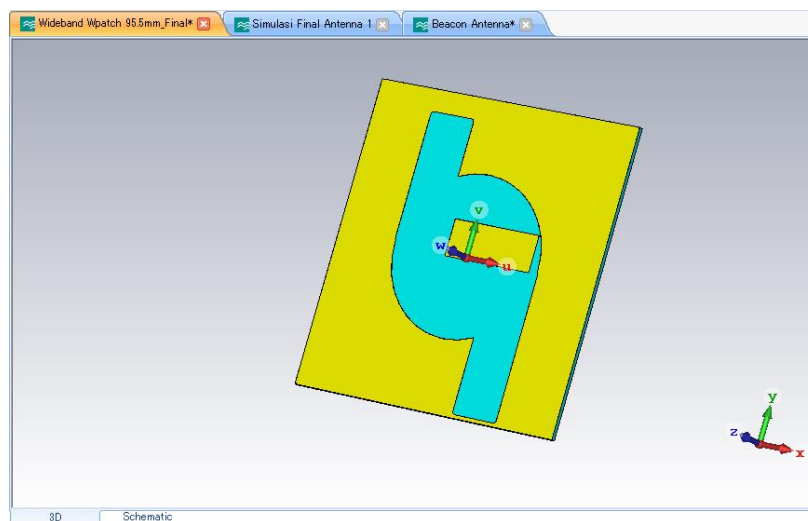 Wideband Wpatch 95.5mm_Final* Simulasi Final Antenna 1 Beacon Antenna*
v
w
u
y
z
x
3D Schematic